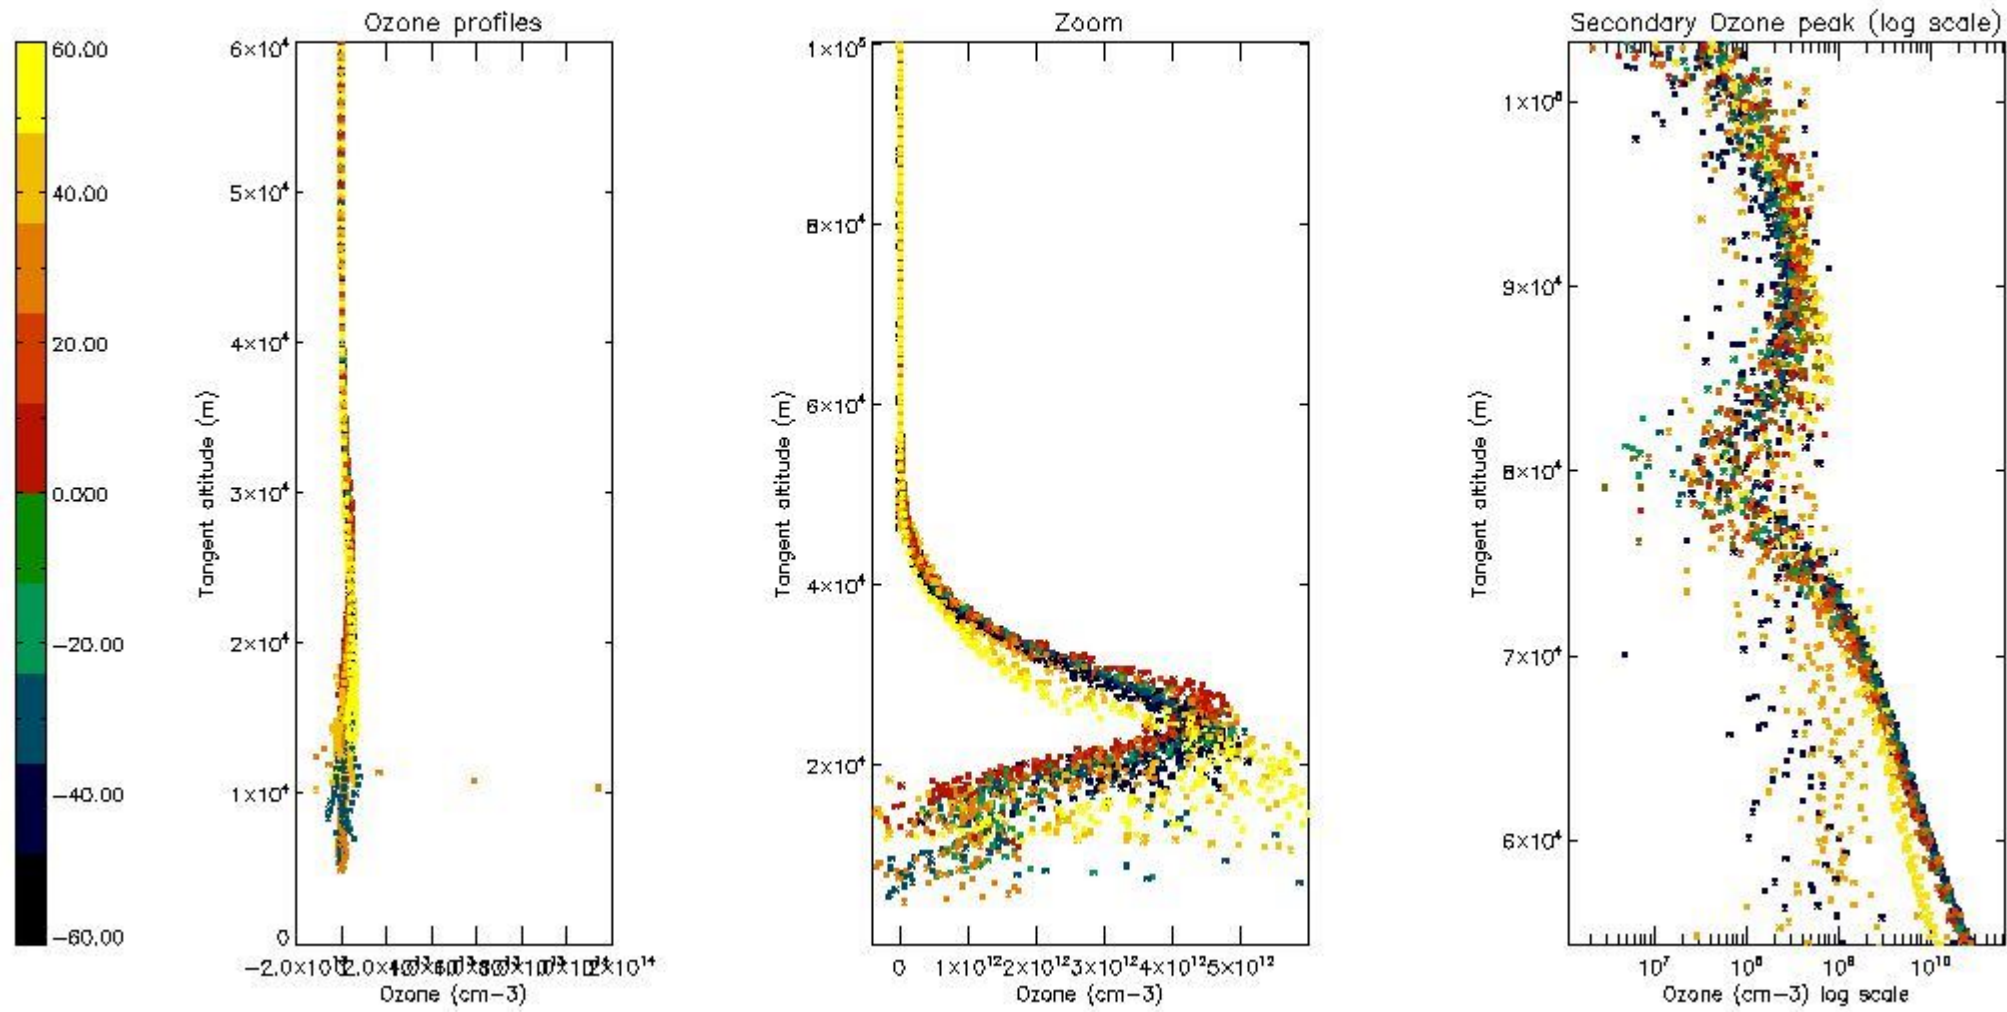 Ozone profiles
Zoom
Secondary Ozone peak (log scale)
60.00
40.00
20.00
−20.00
−40.00
−60.00
6×10⁴
5×10⁴
4×10⁴
3×10⁴
2×10⁴
1×10⁴
0
Tangent altitude (m)
Ozone (cm−3)
1×10⁵
8×10⁴
6×10⁴
4×10⁴
2×10⁴
Tangent altitude (m)
0 1×10¹² 2×10¹² 3×10¹² 4×10¹² 5×10¹²
Ozone (cm−3)
1×10⁵
9×10⁴
8×10⁴
7×10⁴
6×10⁴
Tangent altitude (m)
10⁷ 10⁸ 10⁹ 10¹⁰
Ozone (cm−3) log scale